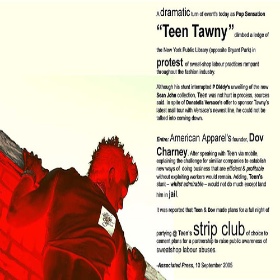 A dramatic turn of event's today as Pop Sensation
"Teen Tawny" climbed a ledge of
the New York Public Library (opposite Bryant Park) in
protest of sweat-shop labour practices rampant
throughout the fashion industry.
Although his stunt interrupted P Diddy's unveiling of the new
Sean John collection, Teen was not hurt in process, sources
said. In spite of Donatella Versace's offer to sponsor Tawny's
latest mall tour with Versace's newest line, he could not be
talked into coming down.
Enter: American Apparel's founder, Dov
Charney. After speaking with Teen via mobile,
explaining the challenge for similar companies to establish
new ways of doing business that are efficient & profitable
without exploiting workers would remain. Adding, Teen's
stunt – whilst admirable – would not do much except land
him in jail.
It was reported that Teen & Dov made plans for a full night of
partying @ Teen's strip club of choice to
cement plans for a partnership to raise public awareness of
sweatshop labour abuses.
-Associated Press, 10 September 2005